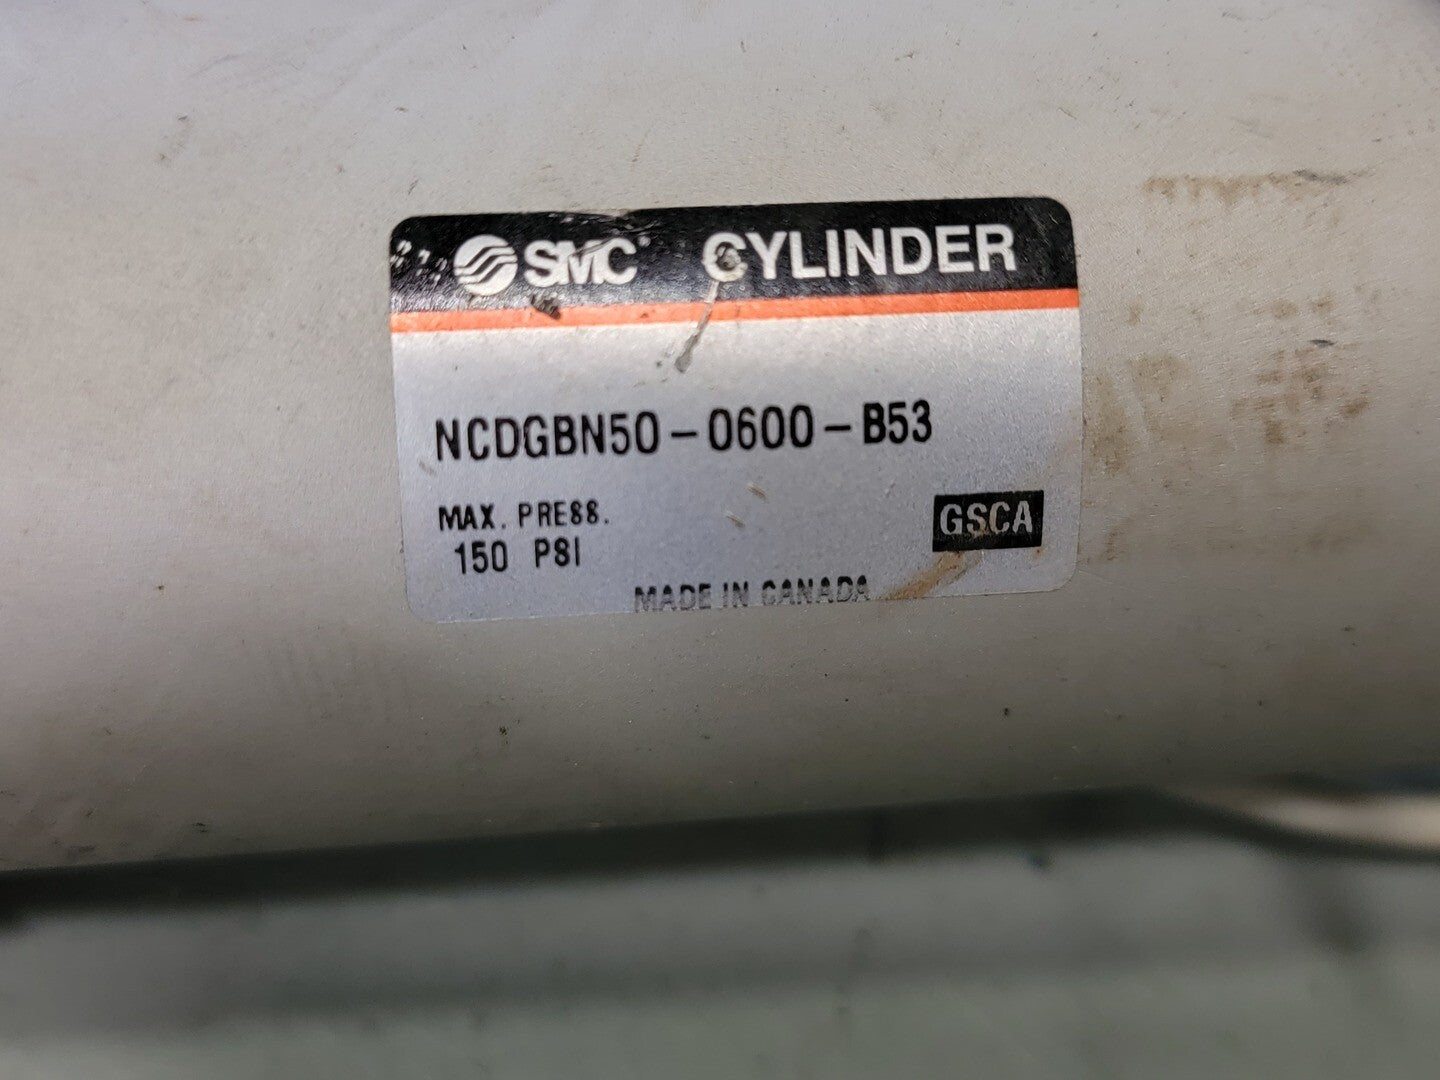 SMC CYLINDER
NCDGBN50-0600-B53
MAX. PRESS.
150 PSI
GSCA
MADE IN CANADA